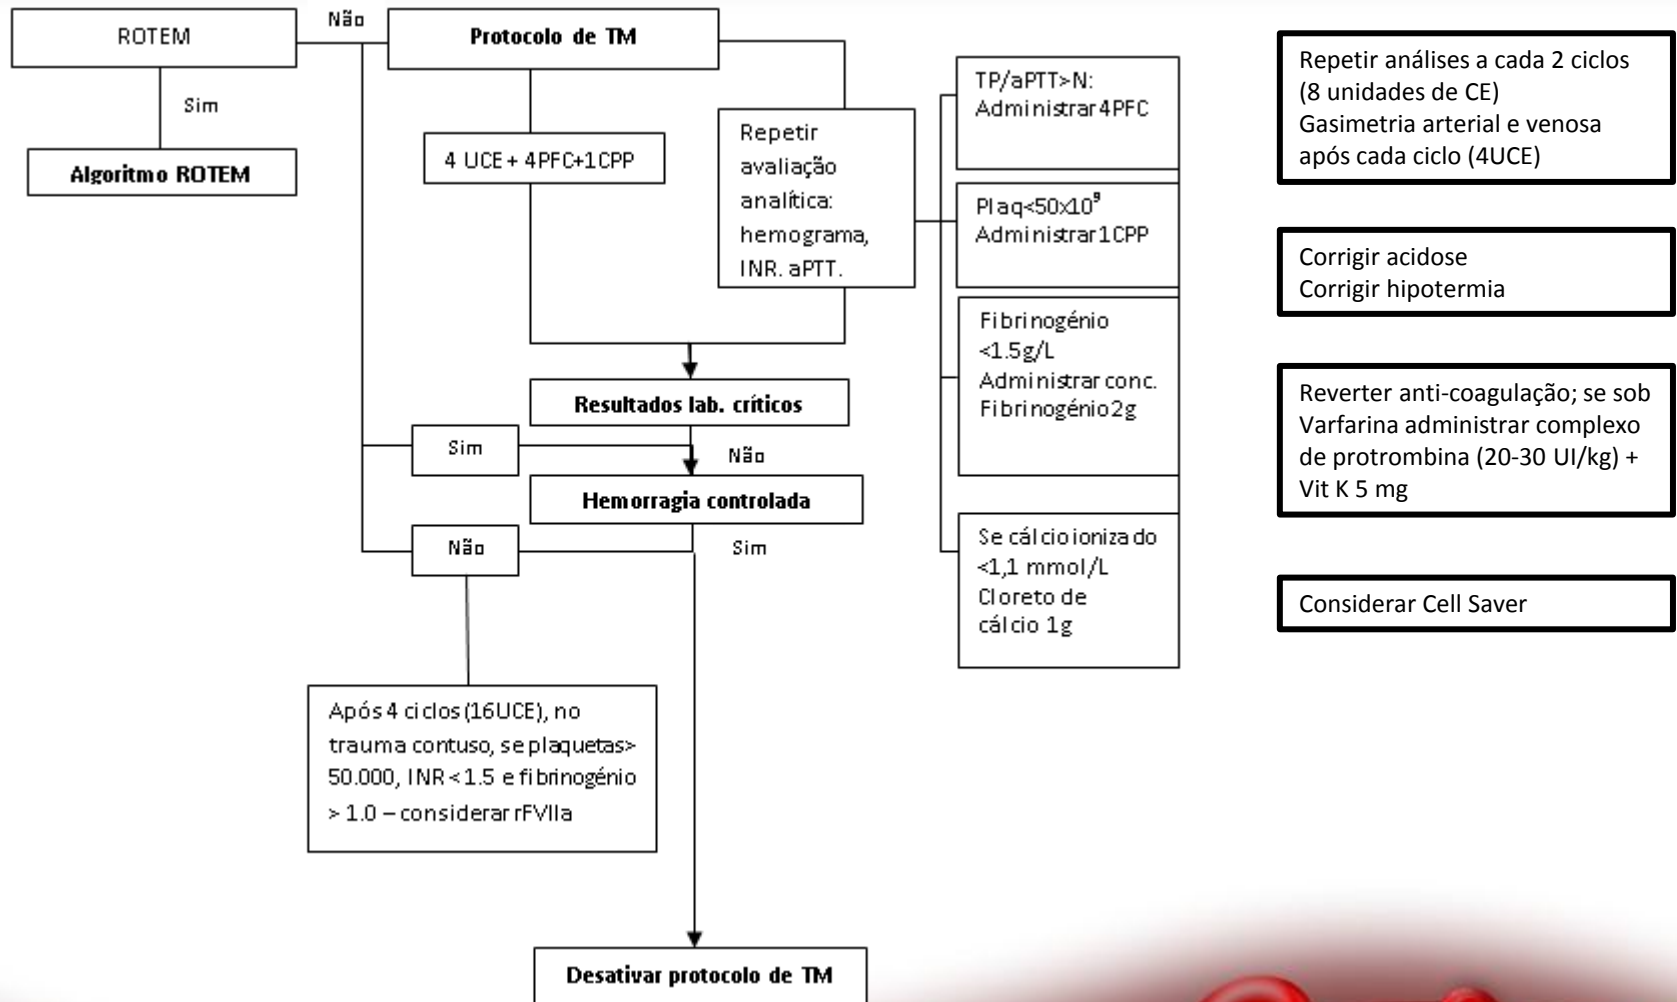 ROTEM
Não
Protocolo de TM
Sim
Algoritmo ROTEM
4 UCE + 4PFC+1CPP
Repetir
avaliação
analítica:
hemograma,
INR. aPTT.
TP/aPTT>N:
Administrar 4PFC
Plaq<50x10⁹
Administrar 1CPP
Fibrinogénio
<1.5g/L
Administrar conc.
Fibrinogénio 2g
Se cálcio ionizado
<1,1 mmol/L
Cloreto de
cálcio 1g
Resultados lab. críticos
Sim
Não
Hemorragia controlada
Não
Sim
Após 4 ciclos (16UCE), no
trauma contuso, se plaquetas>
50.000, INR < 1.5 e fibrinogénio
> 1.0 – considerar rFVIIa
Desativar protocolo de TM
Repetir análises a cada 2 ciclos
(8 unidades de CE)
Gasimetria arterial e venosa
após cada ciclo (4UCE)
Corrigir acidose
Corrigir hipotermia
Reverter anti-coagulação; se sob
Varfarina administrar complexo
de protrombina (20-30 UI/kg) +
Vit K 5 mg
Considerar Cell Saver